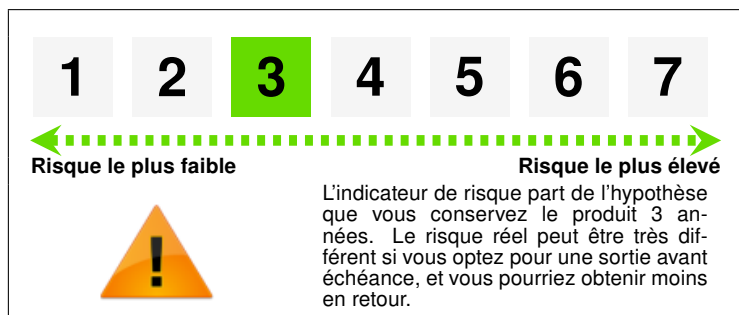 1 2 3 4 5 6 7
Risque le plus faible Risque le plus élevé
L'indicateur de risque part de l'hypothèse
que vous conservez le produit 3 an-
nées. Le risque réel peut être très dif-
férent si vous optez pour une sortie avant
échéance, et vous pourriez obtenir moins
en retour.
!